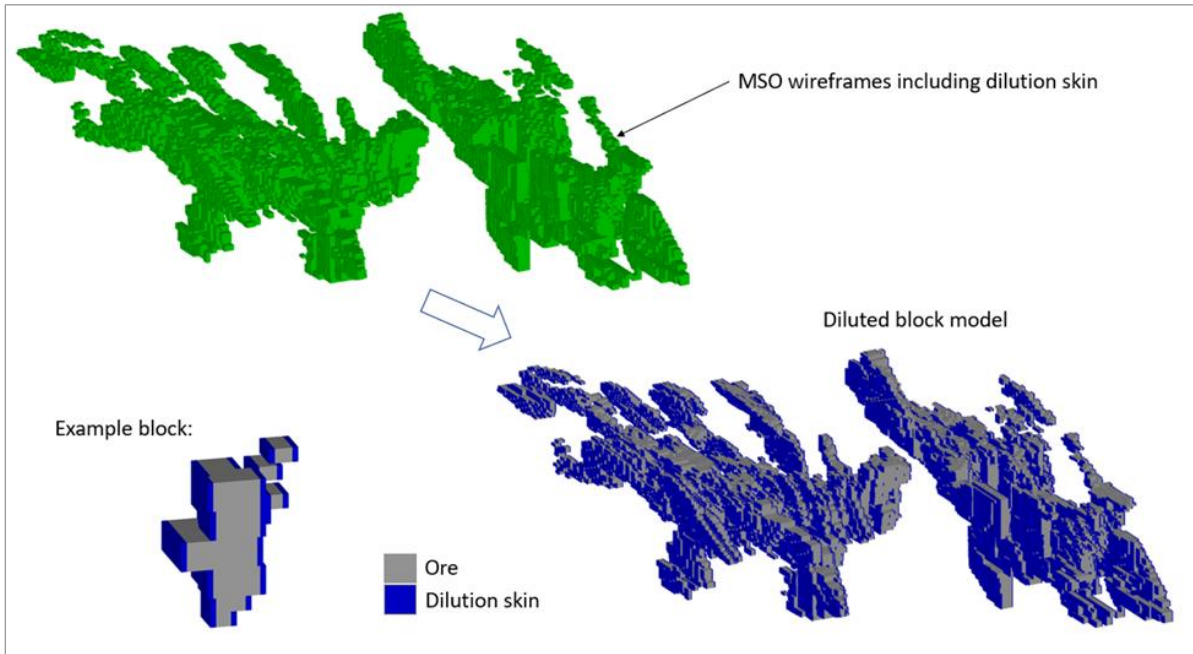 MSO wireframes including dilution skin
Diluted block model
Example block:
Ore
Dilution skin